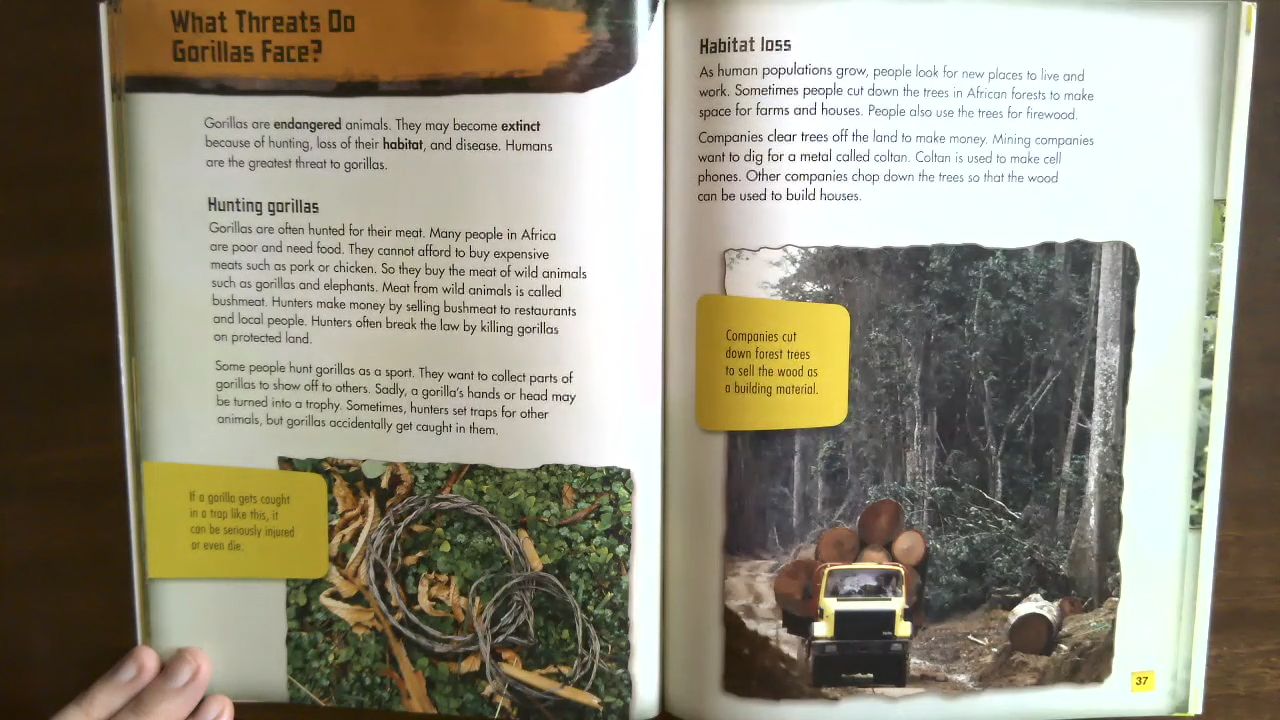 What Threats Do
Gorillas Face?
Gorillas are endangered animals. They may become extinct
because of hunting, loss of their habitat, and disease. Humans
are the greatest threat to gorillas.
Hunting gorillas
Gorillas are often hunted for their meat. Many people in Africa
are poor and need food. They cannot afford to buy expensive
meats such as pork or chicken. So they buy the meat of wild animals
such as gorillas and elephants. Meat from wild animals is called
bushmeat. Hunters make money by selling bushmeat to restaurants
and local people. Hunters often break the law by killing gorillas
on protected land.
Some people hunt gorillas as a sport. They want to collect parts of
gorillas to show off to others. Sadly, a gorilla's hands or head may
be turned into a trophy. Sometimes, hunters set traps for other
animals, but gorillas accidentally get caught in them.
If a gorilla gets caught
in a trap like this, it
can be seriously injured
or even die.
Habitat loss
As human populations grow, people look for new places to live and
work. Sometimes people cut down the trees in African forests to make
space for farms and houses. People also use the trees for firewood.
Companies clear trees off the land to make money. Mining companies
want to dig for a metal called coltan. Coltan is used to make cell
phones. Other companies chop down the trees so that the wood
can be used to build houses.
Companies cut
down forest trees
to sell the wood as
a building material.
37